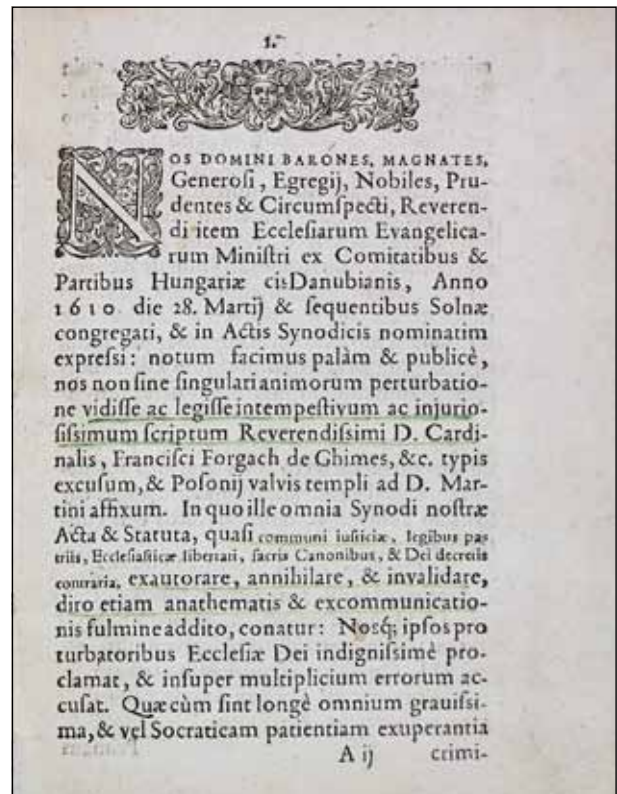 1.
NOS DOMINI BARONES, MAGNATES,
Generoſi, Egregij, Nobiles, Pru-
dentes & Circumſpecti, Reveren-
di item Eccleſiarum Evangelica-
rum Miniſtri ex Comitatibus &
Partibus Hungariæ cisDanubianis, Anno
1610 die 28. Martij & ſequentibus Solnæ
congregati, & in Actis Synodicis nominatim
expreſsi: notum facimus palàm & publicè,
nos non ſine ſingulari animorum perturbatio-
ne vidiſſe ac legiſſe intempeſtivum ac injurio-
ſiſsimum ſcriptum Reverendiſsimi D. Cardi-
nalis, Franciſci Forgach de Ghimes, &c. typis
excuſum, & Poſonij valvis templi ad D. Mar-
tini affixum. In quo ille omnia Synodi noſtræ
Acta & Statuta, quaſi communi iuſticiæ, legibus pa-
triis, Eccleſiaſticæ libertati, ſacris Canonibus, & Dei decretis
contraria, exautorare, annihilare, & invalidare,
diro etiam anathematis & excommunicatio-
nis fulmine addito, conatur: Noſq; ipſos pro
turbatoribus Eccleſiæ Dei indigniſsimè pro-
clamat, & inſuper multiplicium errorum ac-
cuſat. Quæ cùm ſint longè omnium grauiſsi-
ma, & vel Socraticam patientiam exuperantia
A ij crimi-